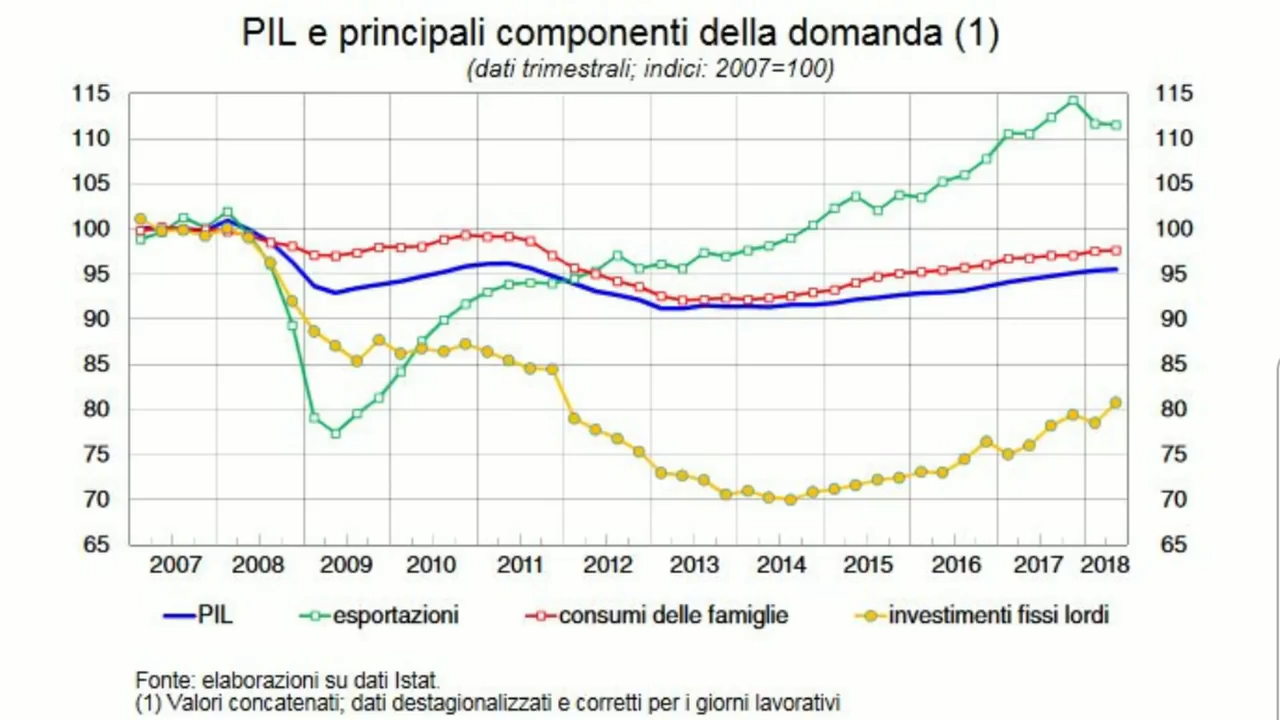 PIL e principali componenti della domanda (1)
(dati trimestrali; indici: 2007=100)
115 115
110 110
105 105
100 100
95 95
90 90
85 85
80 80
75 75
70 70
65 65
2007 2008 2009 2010 2011 2012 2013 2014 2015 2016 2017 2018
PIL esportazioni consumi delle famiglie investimenti fissi lordi
Fonte: elaborazioni su dati Istat.
(1) Valori concatenati; dati destagionalizzati e corretti per i giorni lavorativi